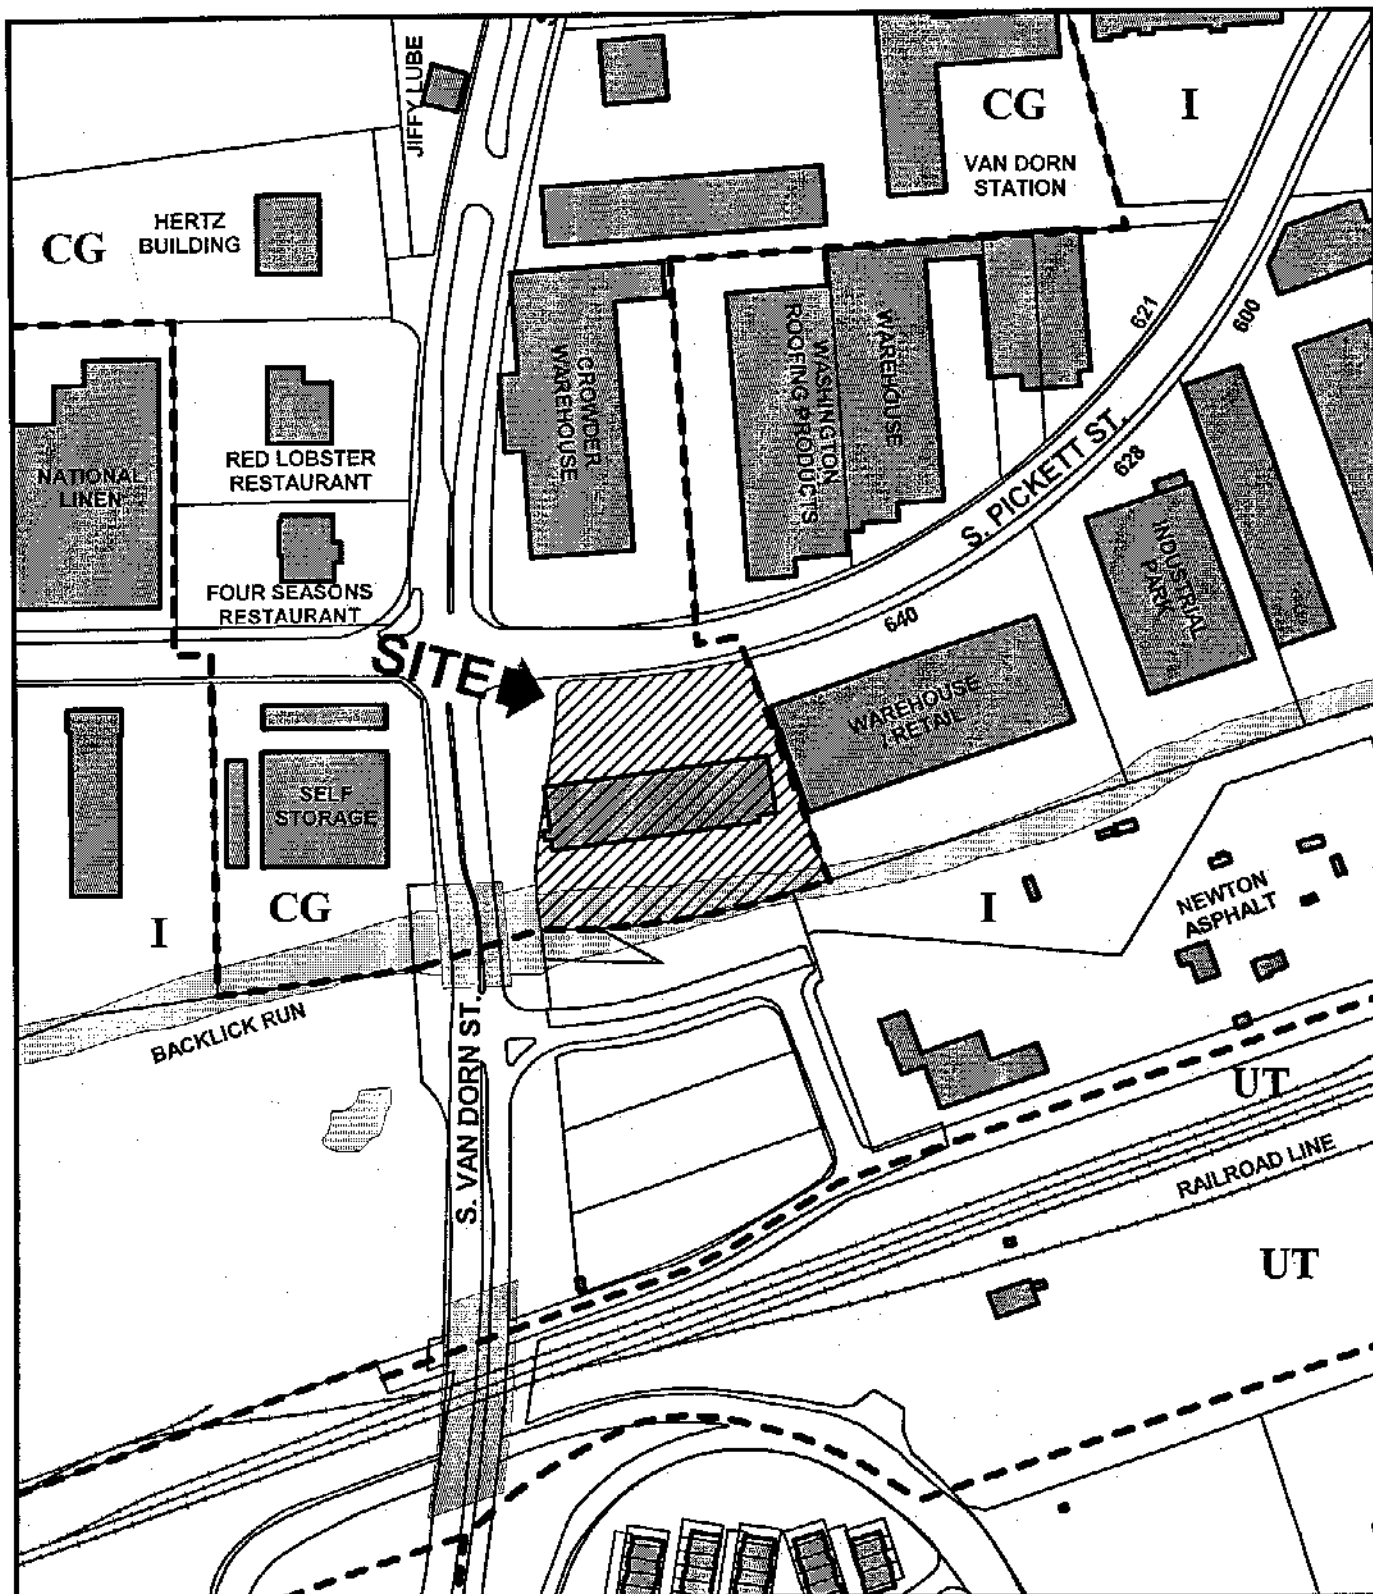 JIFFY LUBE
CG
I
VAN DORN
STATION
HERTZ
BUILDING
CG
621
600
CROWDER
WAREHOUSE
WASHINGTON
ROOFING PRODUCTS
WAREHOUSE
NATIONAL
LINEN
RED LOBSTER
RESTAURANT
S. PICKETT ST.
628
FOUR SEASONS
RESTAURANT
INDUSTRIAL
PARK
640
SITE
WAREHOUSE
/ RETAIL
SELF
STORAGE
I
CG
I
NEWTON
ASPHALT
BACKLICK RUN
S. VAN DORN ST.
UT
RAILROAD LINE
UT